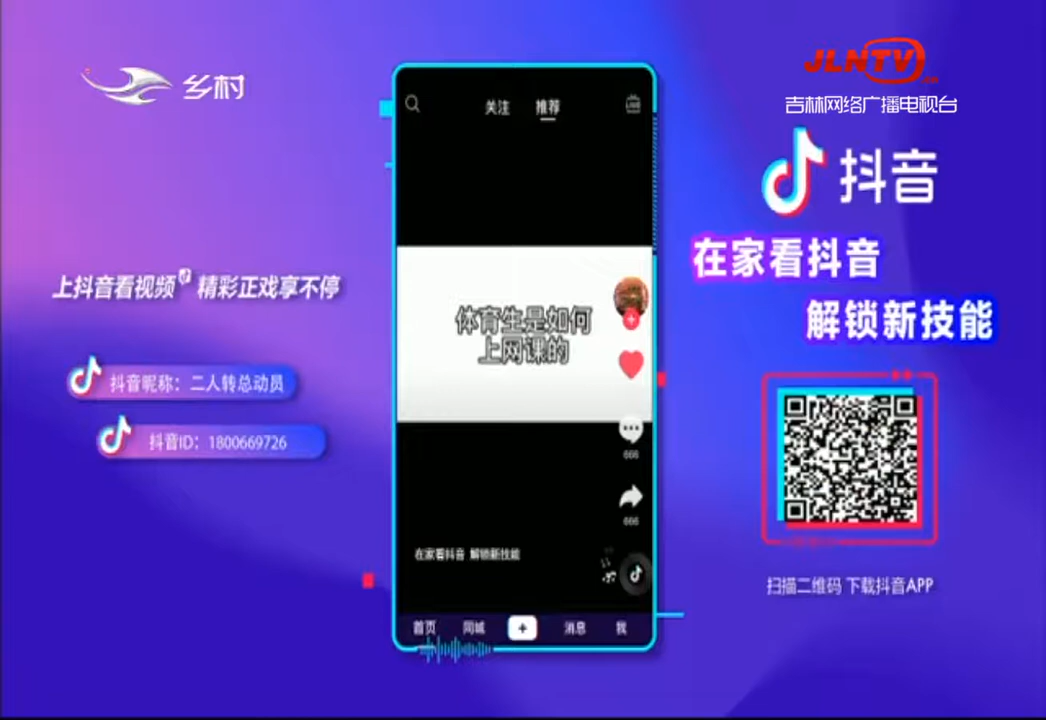 乡村
JLNTV
吉林网络广播电视台
抖音
在家看抖音
解锁新技能
扫描二维码 下载抖音APP
上抖音看视频 精彩正戏享不停
抖音昵称：二人转总动员
抖音ID：1800669726
关注 推荐
体育生是如何
上网课的
666
666
在家看抖音 解锁新技能
首页 同城 消息 我